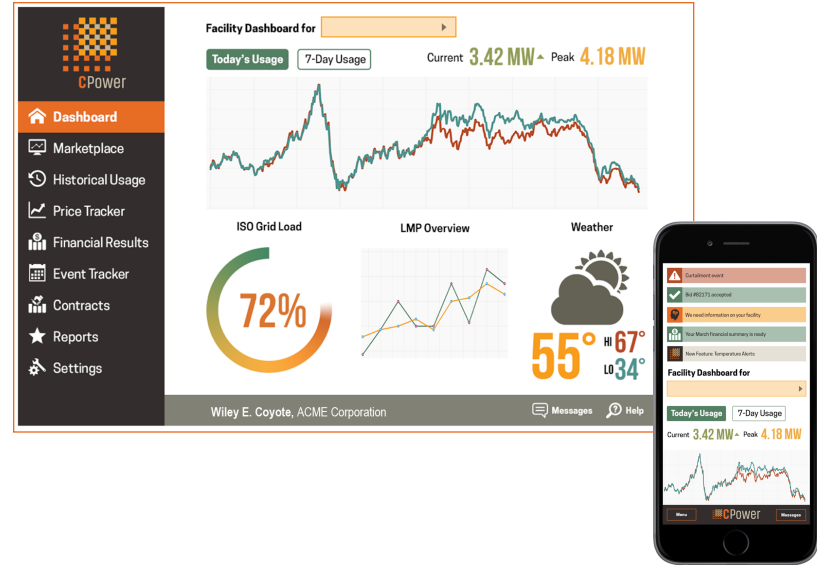 CPower
Dashboard
Marketplace
Historical Usage
Price Tracker
Financial Results
Event Tracker
Contracts
Reports
Settings
Facility Dashboard for
Today's Usage
7-Day Usage
Current 3.42 MW Peak 4.18 MW
ISO Grid Load
72%
LMP Overview
Weather
55°
HI 67°
LO 34°
Wiley E. Coyote, ACME Corporation
Messages
Help
Curtailment event
Bid #82171 accepted
We need information on your facility
Your March financial summary is ready
New Feature: Temperature Alerts
Facility Dashboard for
Today's Usage
7-Day Usage
Current 3.42 MW Peak 4.18 MW
Menu
CPower
Messages